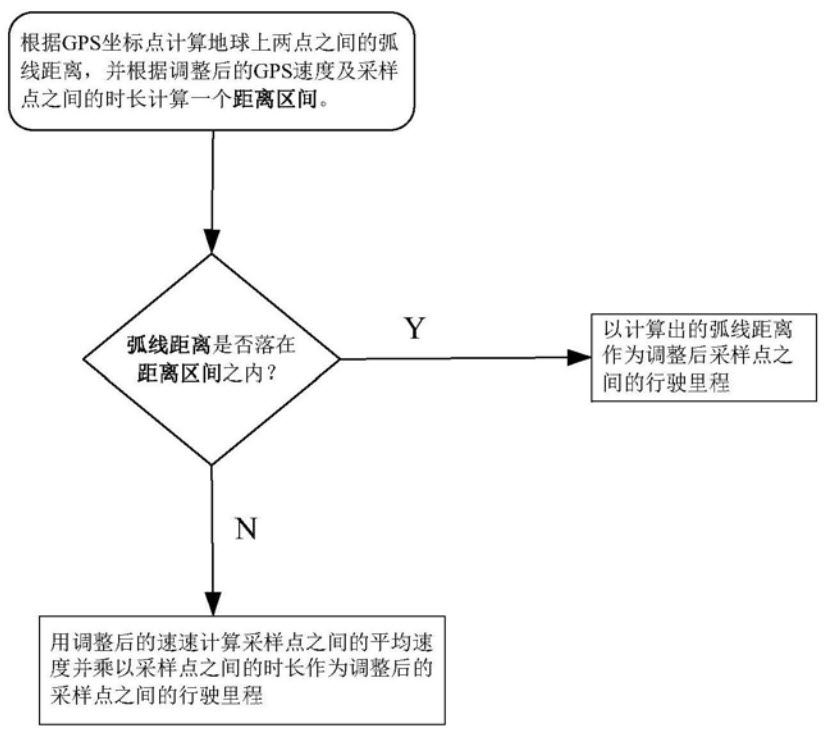 根据GPS坐标点计算地球上两点之间的弧
线距离，并根据调整后的GPS速度及采样
点之间的时长计算一个距离区间。
弧线距离是否落在
距离区间之内？
Y
以计算出的弧线距离
作为调整后采样点之
间的行驶里程
N
用调整后的速速计算采样点之间的平均速
度并乘以采样点之间的时长作为调整后的
采样点之间的行驶里程